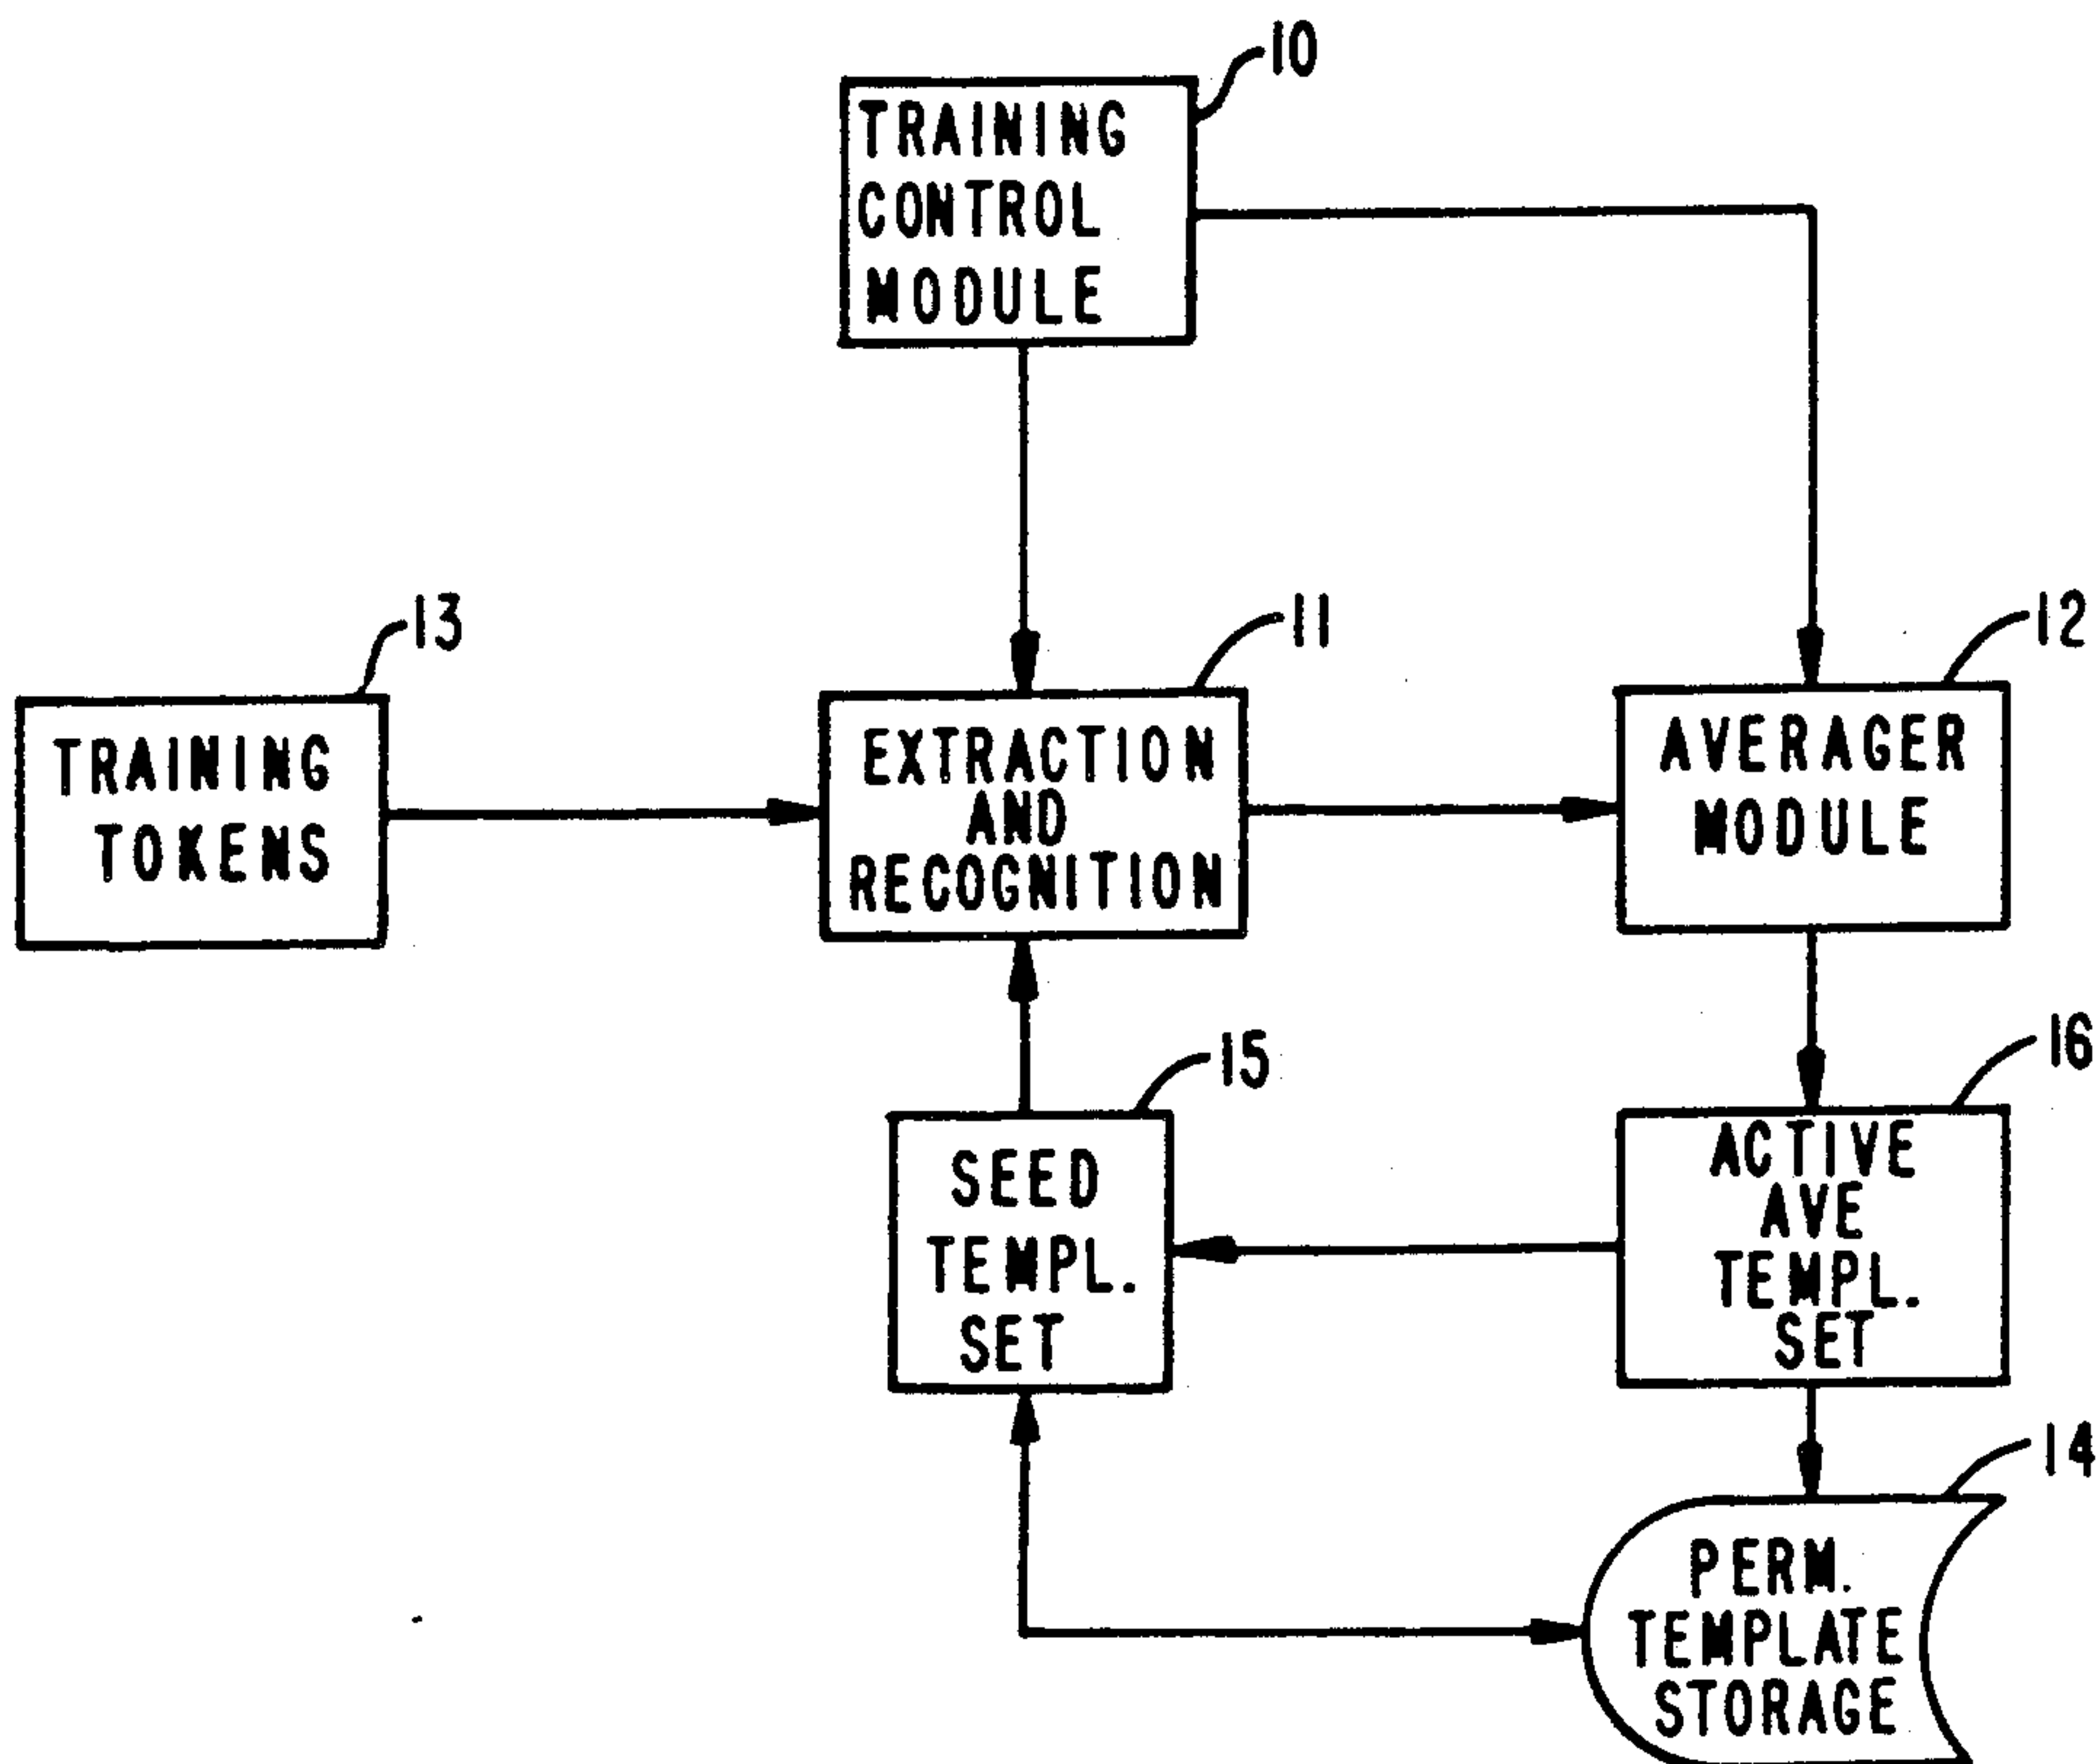 10
TRAINING
CONTROL
MODULE
13
11
12
TRAINING
TOKENS
EXTRACTION
AND
RECOGNITION
AVERAGER
MODULE
15
16
SEED
TEMPL.
SET
ACTIVE
AVE
TEMPL.
SET
14
PERM.
TEMPLATE
STORAGE